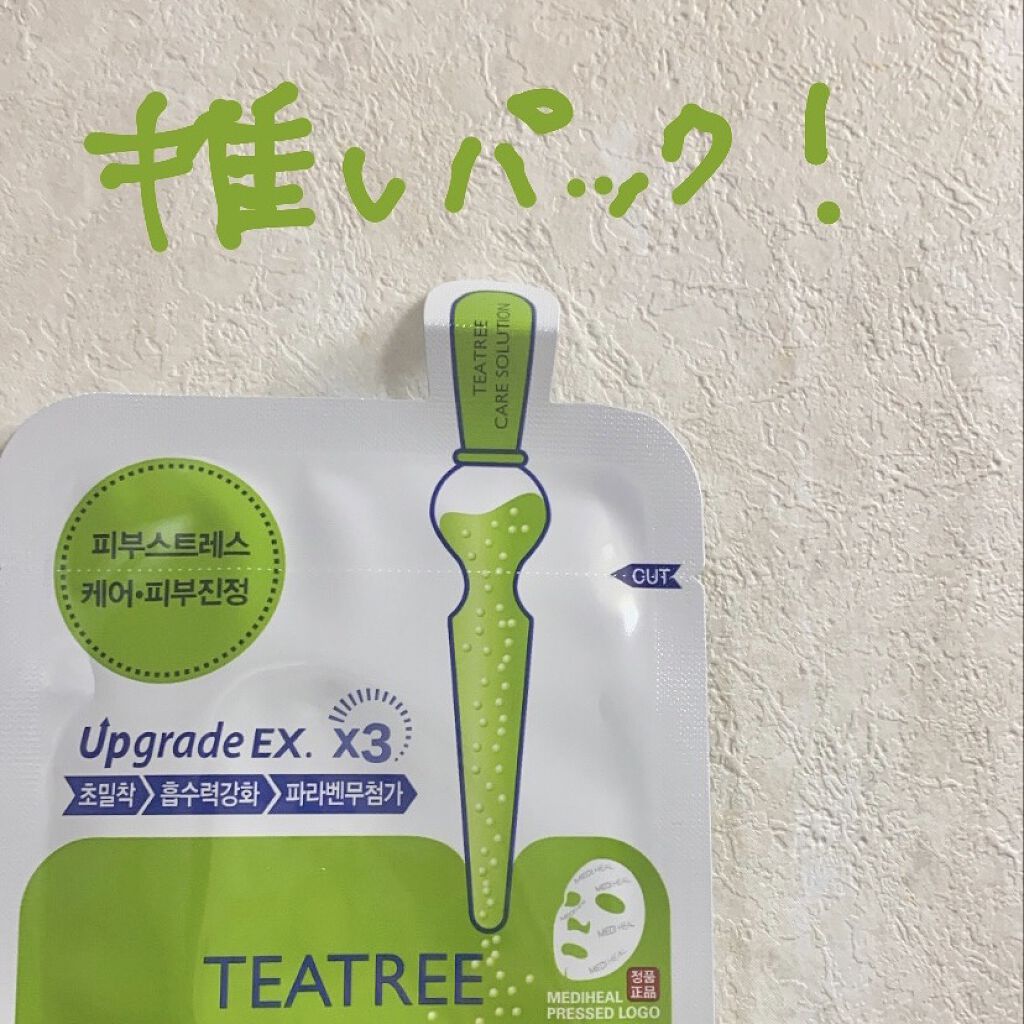 推しパック!
TEATREE
CARE SOLUTION
피부스트레스
케어•피부진정
CUT
Upgrade EX. x3
초밀착 흡수력강화 파라벤무첨가
TEATREE
MEDIHEAL
MEDIHEAL
MEDIHEAL
MEDIHEAL
정품
正品
MEDIHEAL
PRESSED LOGO